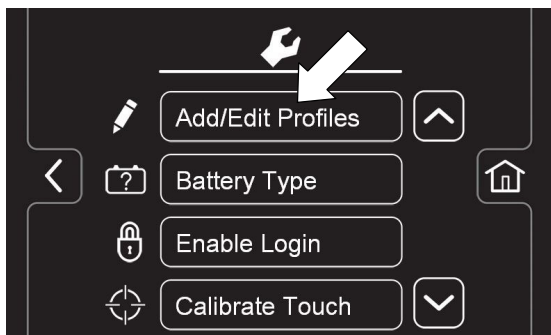 Add/Edit Profiles
Battery Type
?
Enable Login
Calibrate Touch